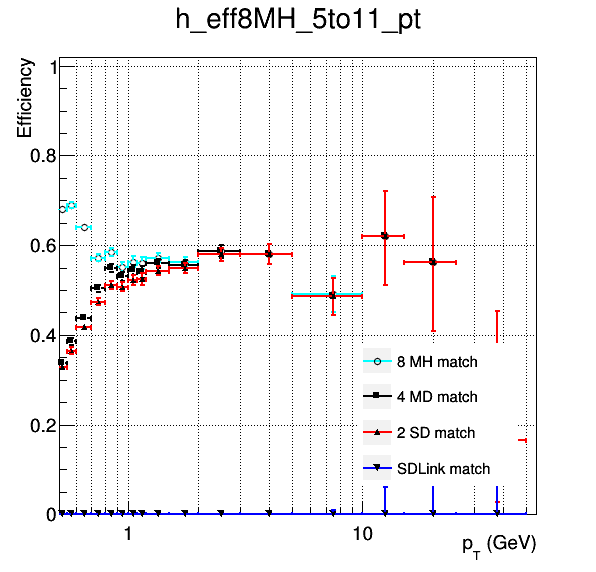 h_eff8MH_5to11_pt
Efficiency
1
0.8
0.6
0.4
0.2
0
8 MH match
4 MD match
2 SD match
SDLink match
1
10
p_T (GeV)